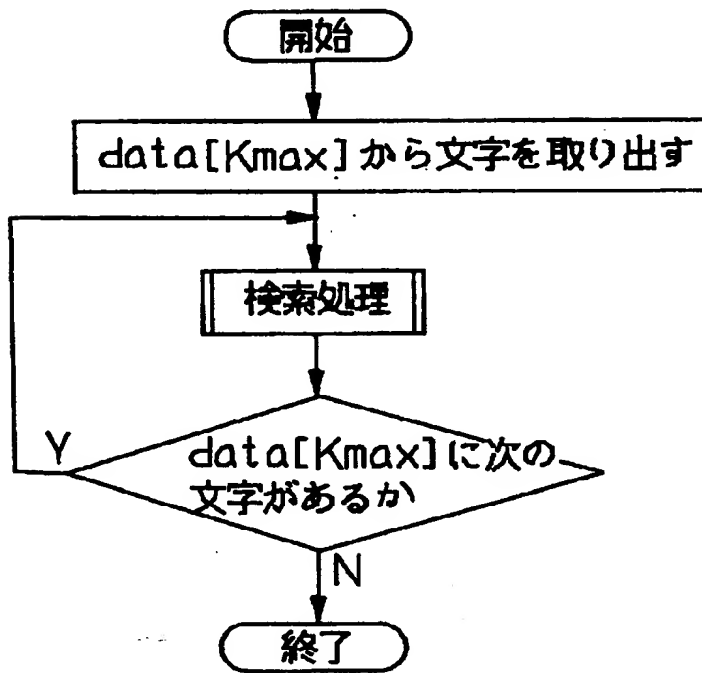 開始
data[Kmax]から文字を取り出す
検索処理
Y
data[Kmax]に次の
文字があるか
N
終了